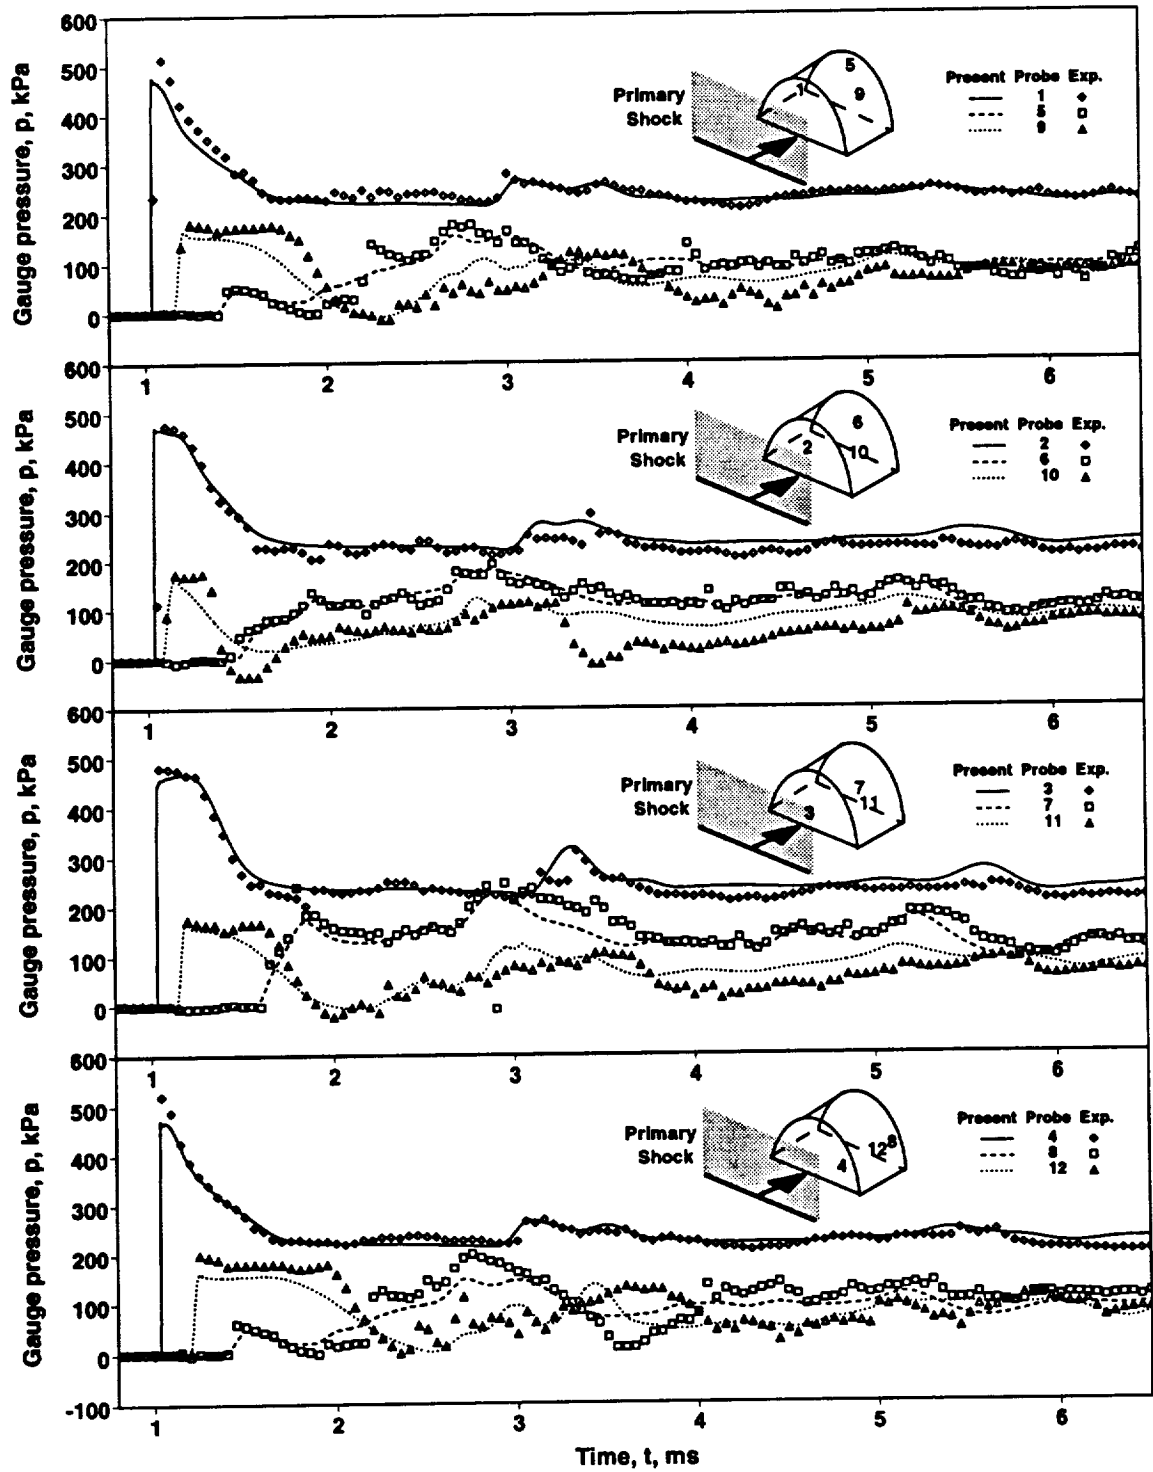 600
500
400
300
200
100
0
Gauge pressure, p, kPa
Primary
Shock
1 5 9
Present Probe Exp.
1
5
9
1 2 3 4 5 6
600
500
400
300
200
100
0
Gauge pressure, p, kPa
Primary
Shock
2 6 10
Present Probe Exp.
2
6
10
1 2 3 4 5 6
600
500
400
300
200
100
0
Gauge pressure, p, kPa
Primary
Shock
3 7 11
Present Probe Exp.
3
7
11
1 2 3 4 5 6
600
500
400
300
200
100
0
-100
Gauge pressure, p, kPa
Primary
Shock
4 12 8
Present Probe Exp.
4
8
12
1 2 3 4 5 6
Time, t, ms